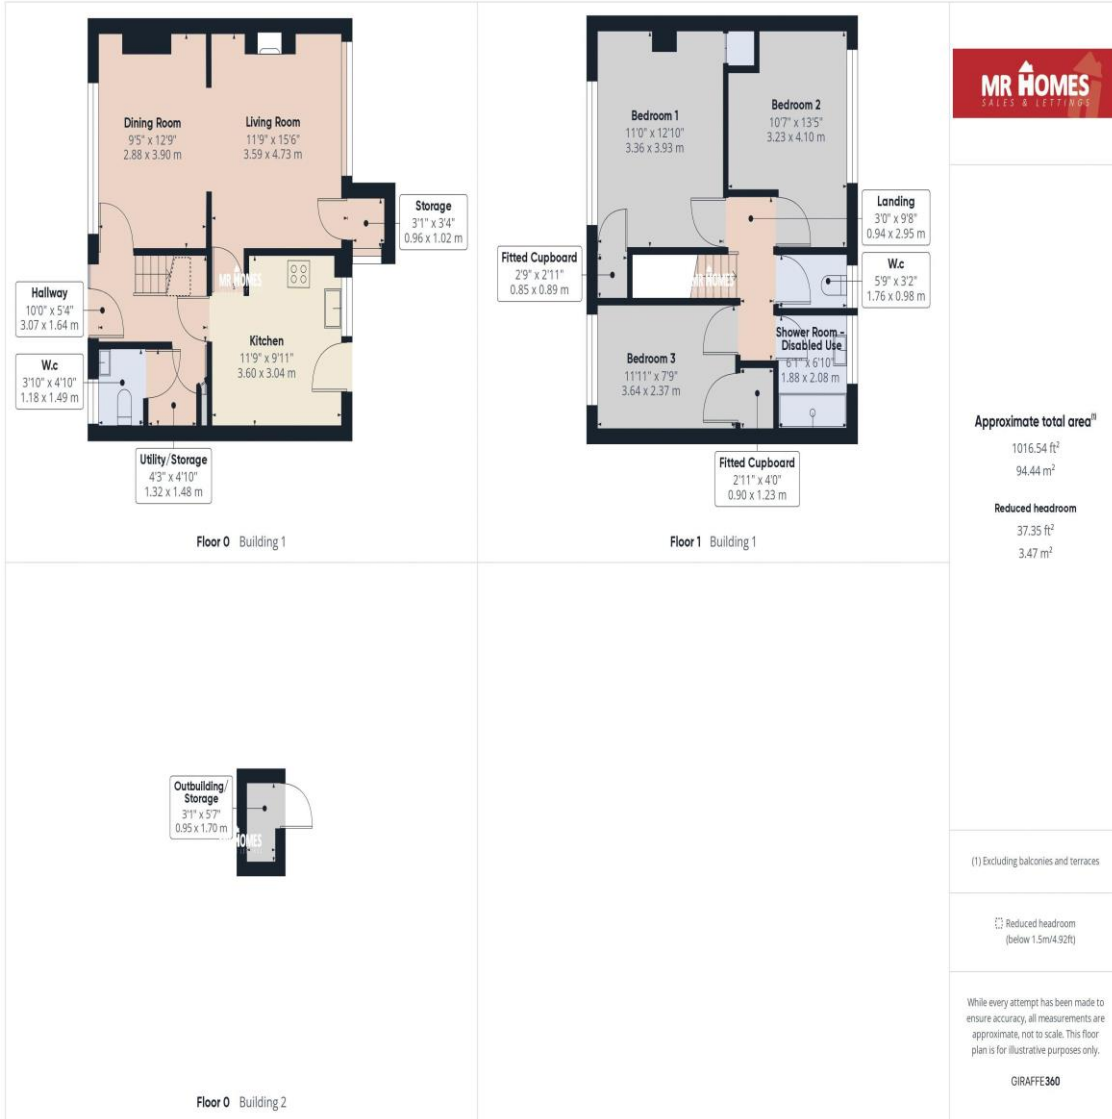 Dining Room
9'5" x 12'9"
2.88 x 3.90 m
Living Room
11'9" x 15'6"
3.59 x 4.73 m
Storage
3'1" x 3'4"
0.96 x 1.02 m
Hallway
10'0" x 5'4"
3.07 x 1.64 m
MR HOMES
Kitchen
11'9" x 9'11"
3.60 x 3.04 m
W.c
3'10" x 4'10"
1.18 x 1.49 m
Utility/Storage
4'3" x 4'10"
1.32 x 1.48 m
Floor 0 Building 1
Bedroom 1
11'0" x 12'10"
3.36 x 3.93 m
Bedroom 2
10'7" x 13'5"
3.23 x 4.10 m
Landing
3'0" x 9'8"
0.94 x 2.95 m
Fitted Cupboard
2'9" x 2'11"
0.85 x 0.89 m
MR HOMES
W.c
5'9" x 3'2"
1.76 x 0.98 m
Shower Room -
Disabled Use
6'1" x 6'10"
1.88 x 2.08 m
Bedroom 3
11'11" x 7'9"
3.64 x 2.37 m
Fitted Cupboard
2'11" x 4'0"
0.90 x 1.23 m
Floor 1 Building 1
Outbuilding/
Storage
3'1" x 5'7"
0.95 x 1.70 m
MR HOMES
Floor 0 Building 2
MR HOMES
SALES & LETTINGS
Approximate total area(1)
1016.54 ft²
94.44 m²
Reduced headroom
37.35 ft²
3.47 m²
(1) Excluding balconies and terraces
Reduced headroom
(below 1.5m/4.92ft)
While every attempt has been made to
ensure accuracy, all measurements are
approximate, not to scale. This floor
plan is for illustrative purposes only.
GIRAFFE360